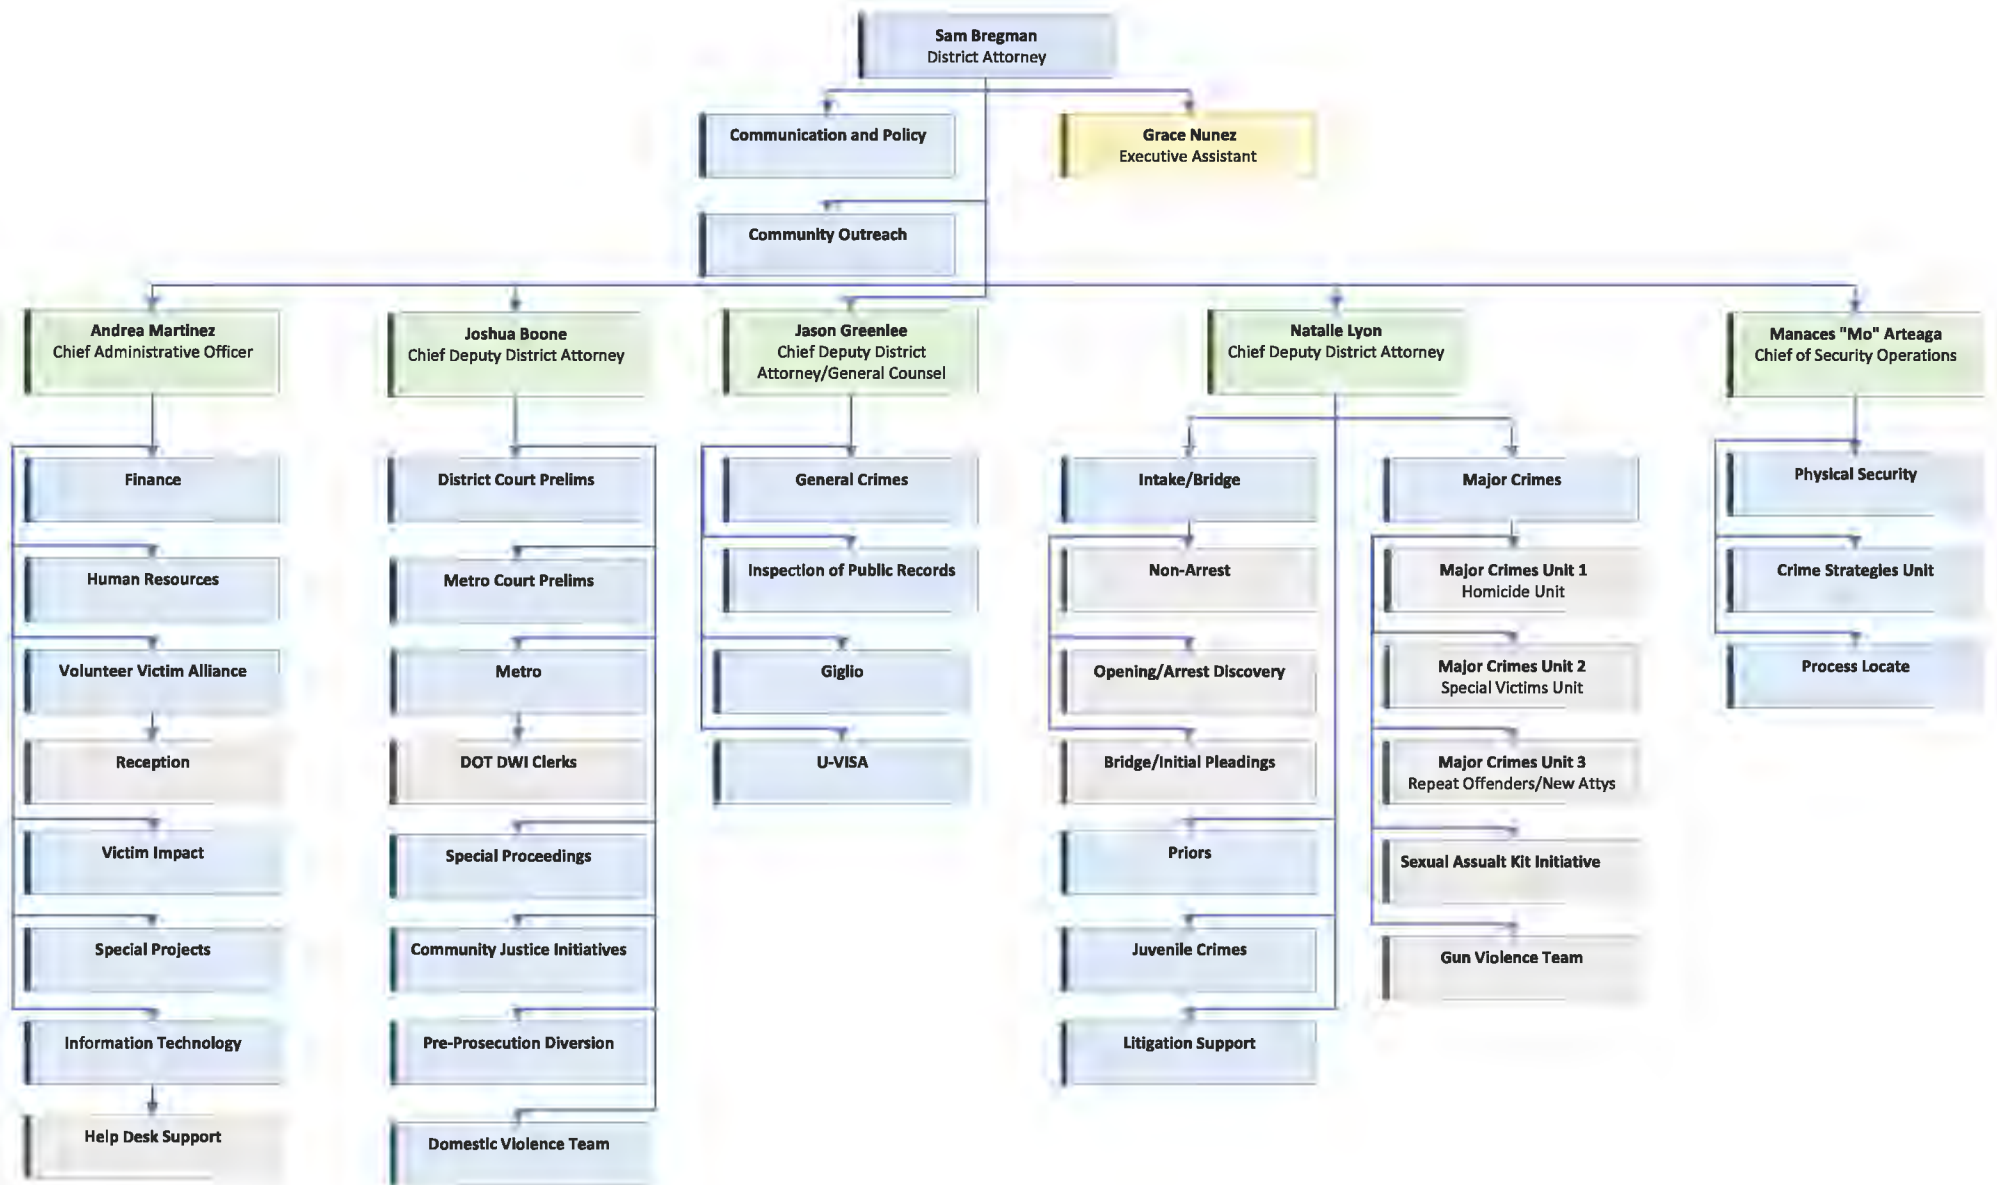 Sam Bregman
District Attorney
Communication and Policy
Grace Nunez
Executive Assistant
Community Outreach
Andrea Martinez
Chief Administrative Officer
Joshua Boone
Chief Deputy District Attorney
Jason Greenlee
Chief Deputy District
Attorney/General Counsel
Natalie Lyon
Chief Deputy District Attorney
Manaces "Mo" Arteaga
Chief of Security Operations
Finance
Human Resources
Volunteer Victim Alliance
Reception
Victim Impact
Special Projects
Information Technology
Help Desk Support
District Court Prelims
Metro Court Prelims
Metro
DOT DWI Clerks
Special Proceedings
Community Justice Initiatives
Pre-Prosecution Diversion
Domestic Violence Team
General Crimes
Inspection of Public Records
Giglio
U-VISA
Intake/Bridge
Non-Arrest
Opening/Arrest Discovery
Bridge/Initial Pleadings
Priors
Juvenile Crimes
Litigation Support
Major Crimes
Major Crimes Unit 1
Homicide Unit
Major Crimes Unit 2
Special Victims Unit
Major Crimes Unit 3
Repeat Offenders/New Attys
Sexual Assualt Kit Initiative
Gun Violence Team
Physical Security
Crime Strategies Unit
Process Locate